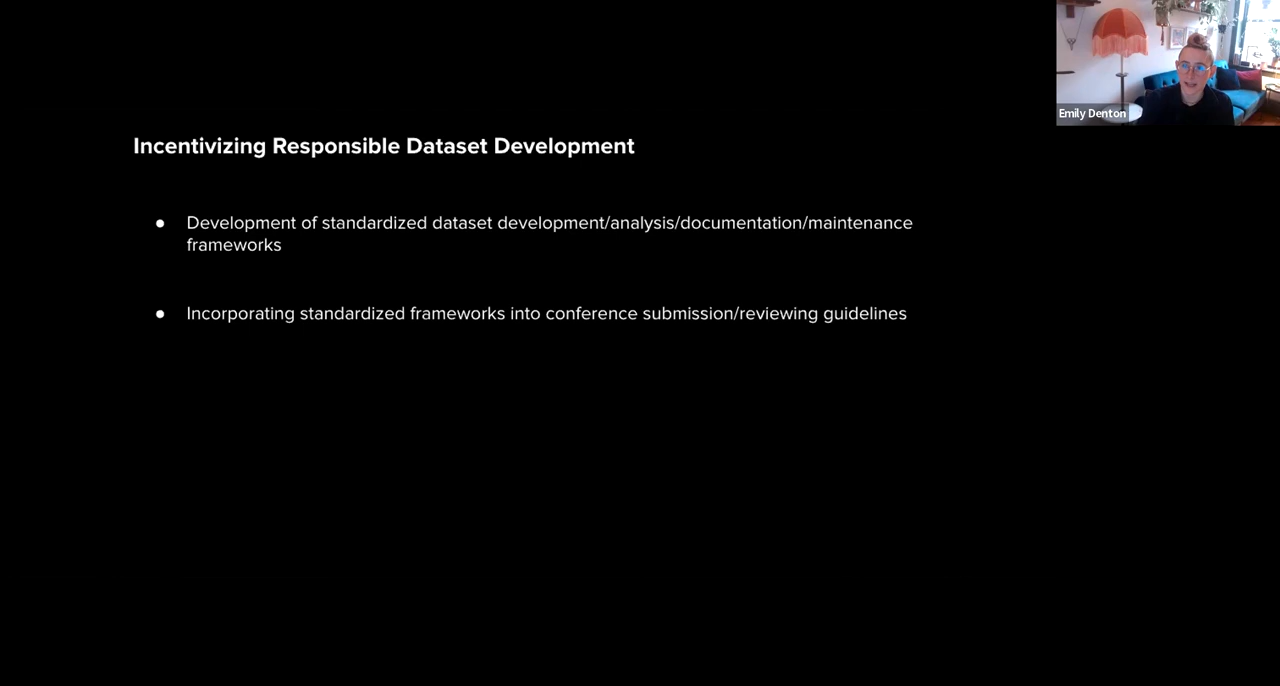 Incentivizing Responsible Dataset Development
● Development of standardized dataset development/analysis/documentation/maintenance
frameworks
● Incorporating standardized frameworks into conference submission/reviewing guidelines
Emily Denton